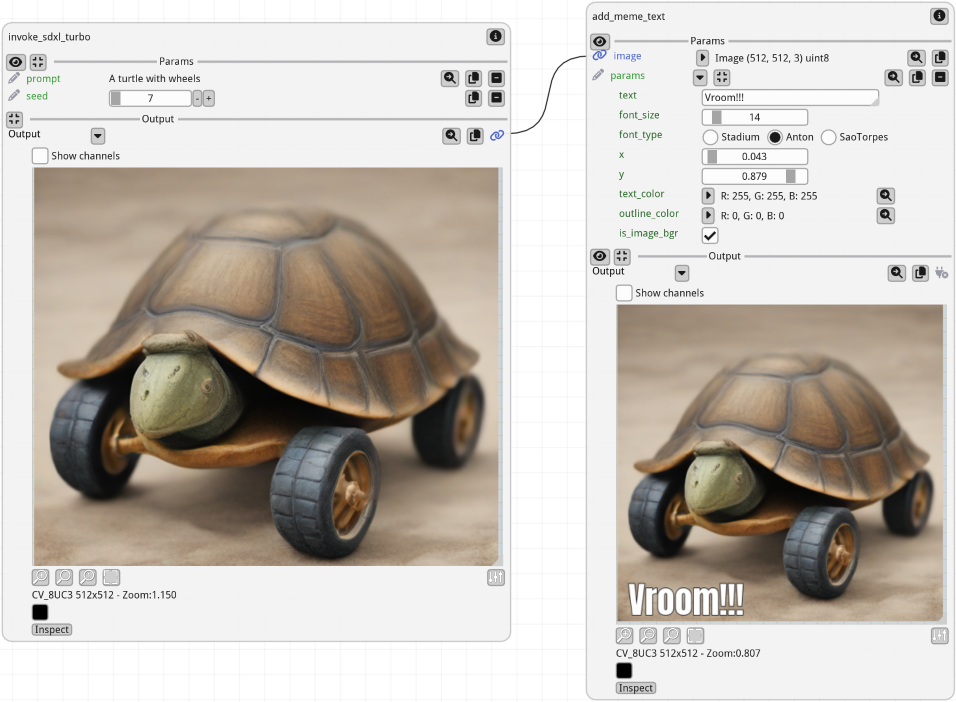 invoke_sdxl_turbo
Params
prompt A turtle with wheels
seed 7 - +
Output
Output
Show channels
CV_8UC3 512x512 - Zoom:1.150
Inspect
add_meme_text
Params
image Image (512, 512, 3) uint8
params
text Vroom!!!
font_size 14
font_type Stadium Anton SaoTorpes
x 0.043
y 0.879
text_color R: 255, G: 255, B: 255
outline_color R: 0, G: 0, B: 0
is_image_bgr
Output
Output
Show channels
Vroom!!!
CV_8UC3 512x512 - Zoom:0.807
Inspect